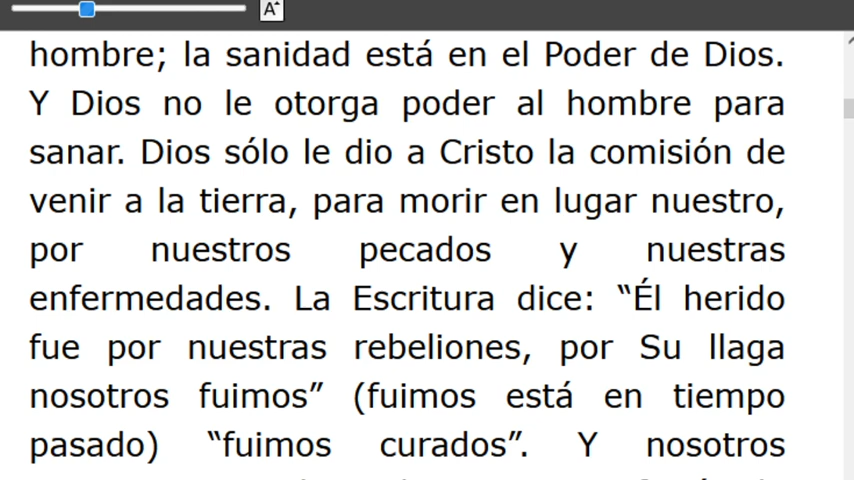 A
hombre; la sanidad está en el Poder de Dios.
Y Dios no le otorga poder al hombre para
sanar. Dios sólo le dio a Cristo la comisión de
venir a la tierra, para morir en lugar nuestro,
por nuestros pecados y nuestras
enfermedades. La Escritura dice: “Él herido
fue por nuestras rebeliones, por Su llaga
nosotros fuimos” (fuimos está en tiempo
pasado) “fuimos curados”. Y nosotros